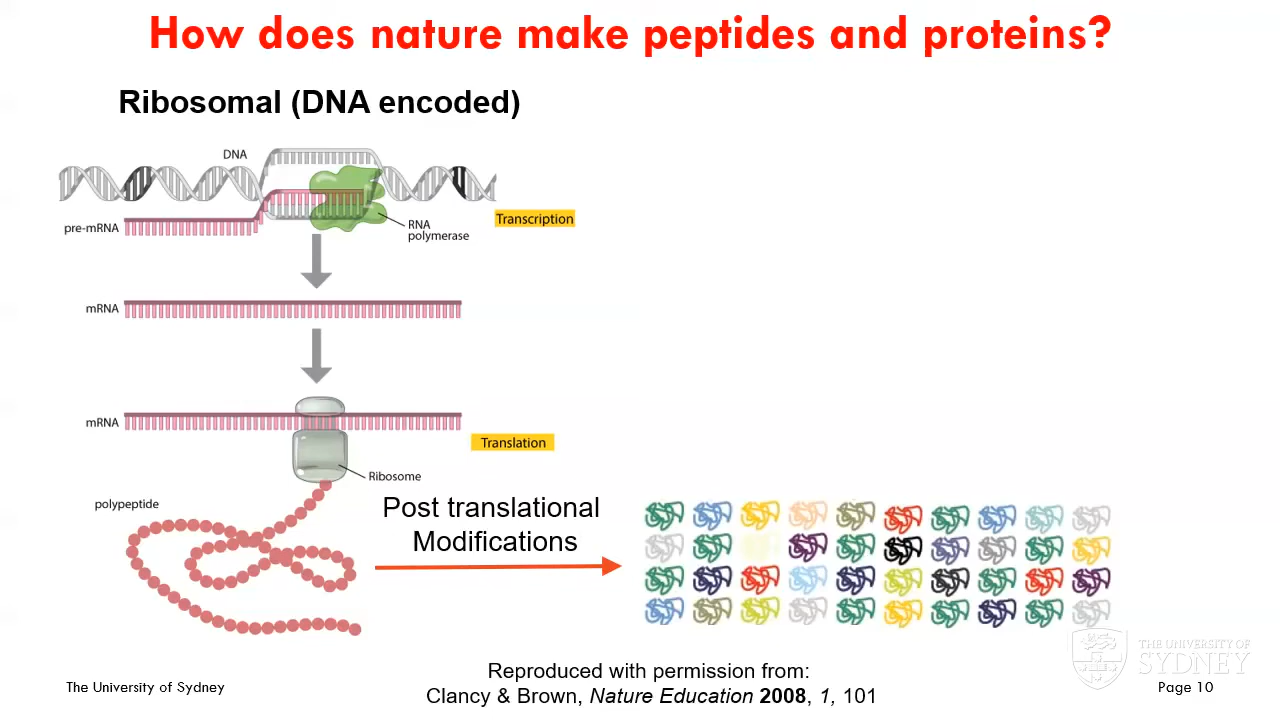 How does nature make peptides and proteins?
Ribosomal (DNA encoded)
DNA
pre-mRNA
RNA
polymerase
Transcription
mRNA
mRNA
Translation
Ribosome
polypeptide
Post translational
Modifications
THE UNIVERSITY OF
SYDNEY
Reproduced with permission from:
Clancy & Brown, Nature Education 2008, 1, 101
The University of Sydney
Page 10